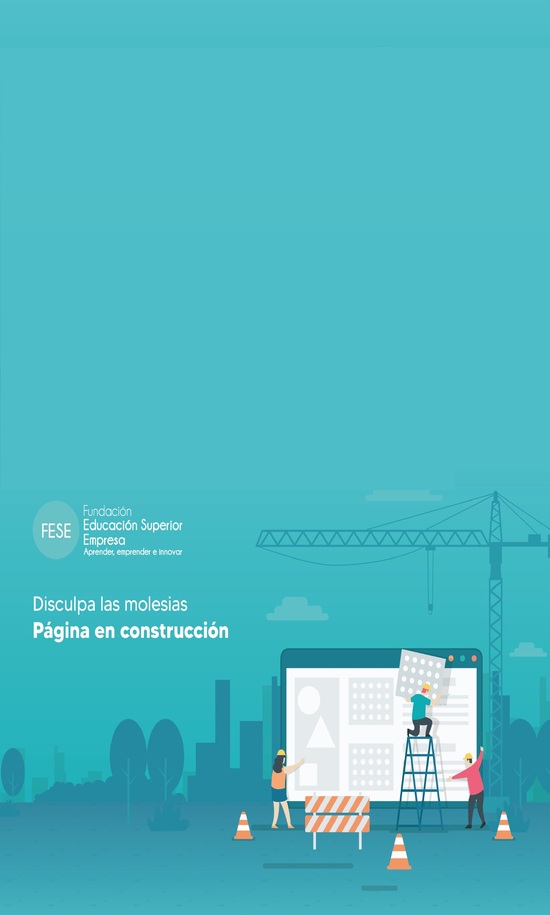 FESE
Fundación
Educación Superior
Empresa
Aprender, emprender e innovar
Disculpa las molesias
Página en construcción